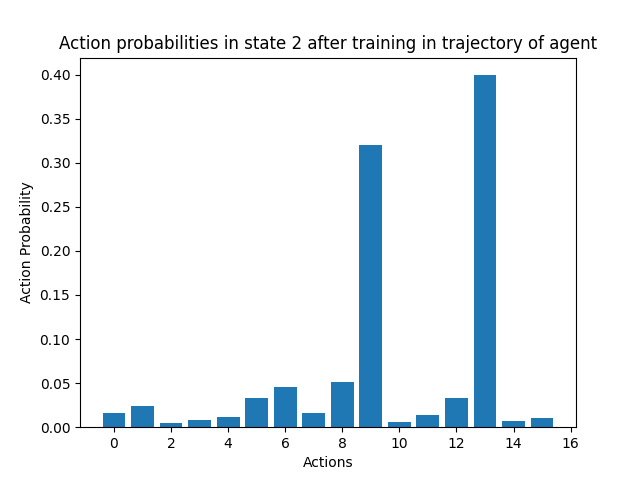 Action probabilities in state 2 after training in trajectory of agent
0.40
0.35
0.30
0.25
0.20
0.15
0.10
0.05
0.00
Action Probability
0 2 4 6 8 10 12 14 16
Actions